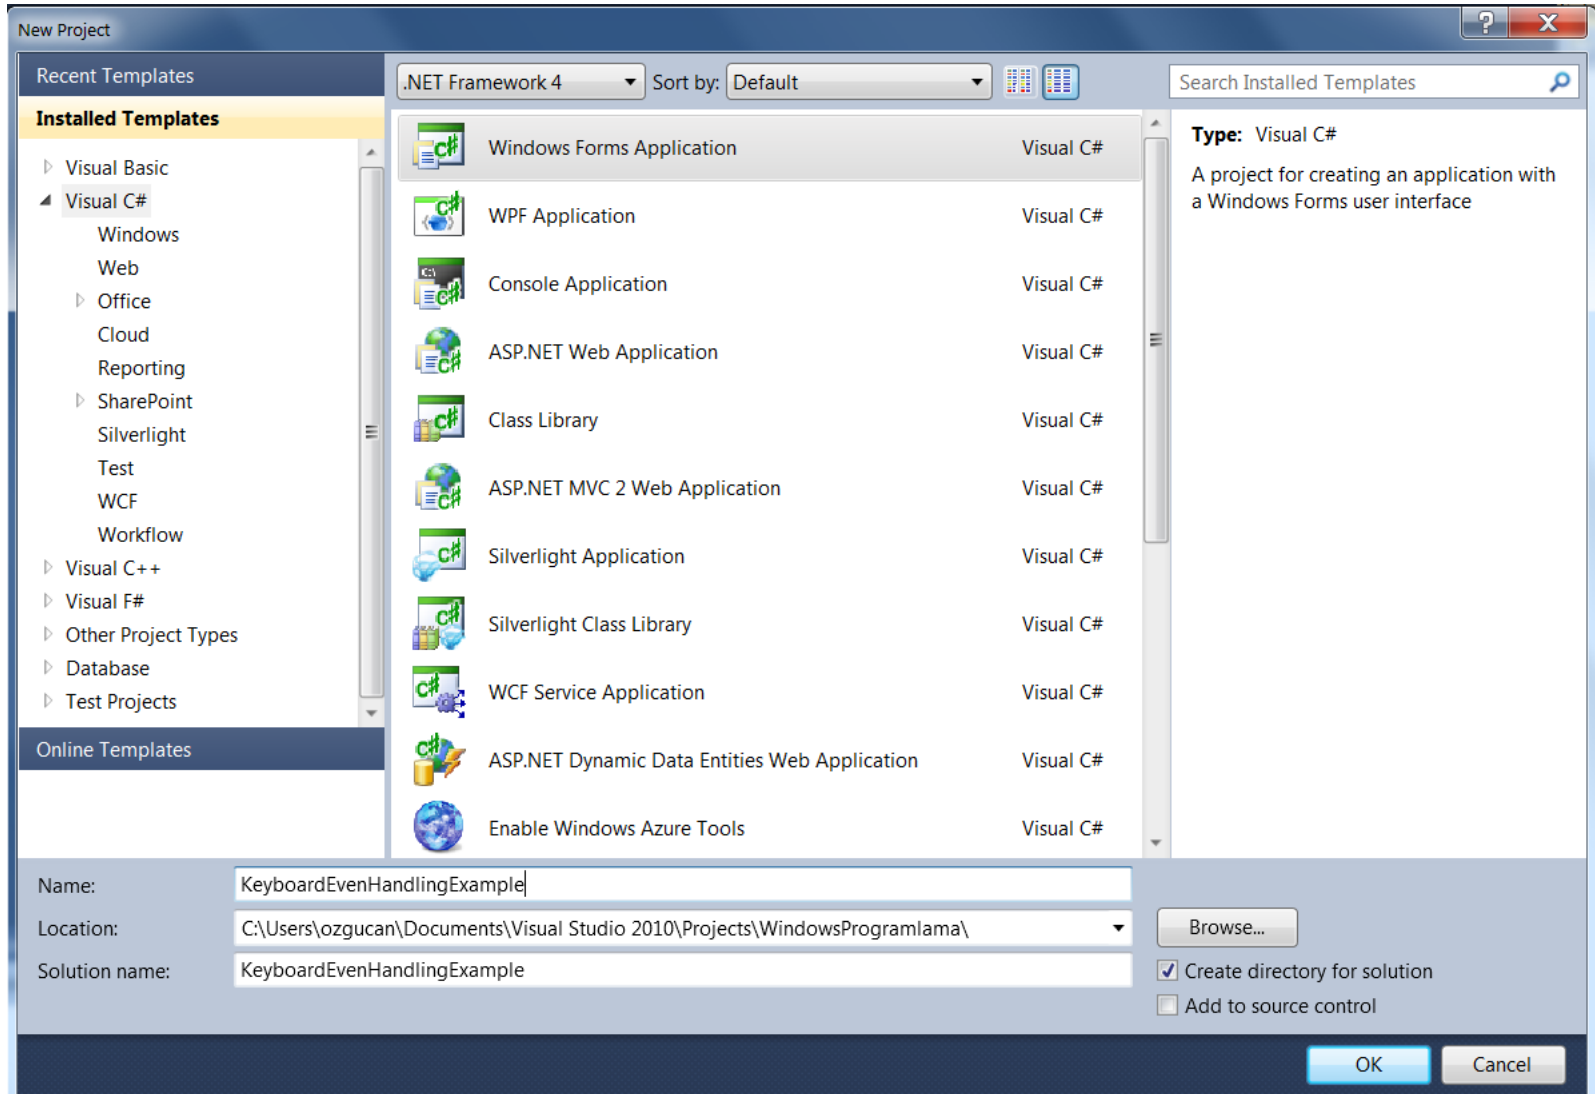 New Project
Recent Templates
Installed Templates
Visual Basic
Visual C#
Windows
Web
Office
Cloud
Reporting
SharePoint
Silverlight
Test
WCF
Workflow
Visual C++
Visual F#
Other Project Types
Database
Test Projects
Online Templates
.NET Framework 4 Sort by: Default
Windows Forms Application Visual C#
WPF Application Visual C#
Console Application Visual C#
ASP.NET Web Application Visual C#
Class Library Visual C#
ASP.NET MVC 2 Web Application Visual C#
Silverlight Application Visual C#
Silverlight Class Library Visual C#
WCF Service Application Visual C#
ASP.NET Dynamic Data Entities Web Application Visual C#
Enable Windows Azure Tools Visual C#
Search Installed Templates
Type: Visual C#
A project for creating an application with
a Windows Forms user interface
Name: KeyboardEvenHandlingExample
Location: C:\Users\ozgucan\Documents\Visual Studio 2010\Projects\WindowsProgramlama\ Browse...
Solution name: KeyboardEvenHandlingExample Create directory for solution
Add to source control
OK Cancel